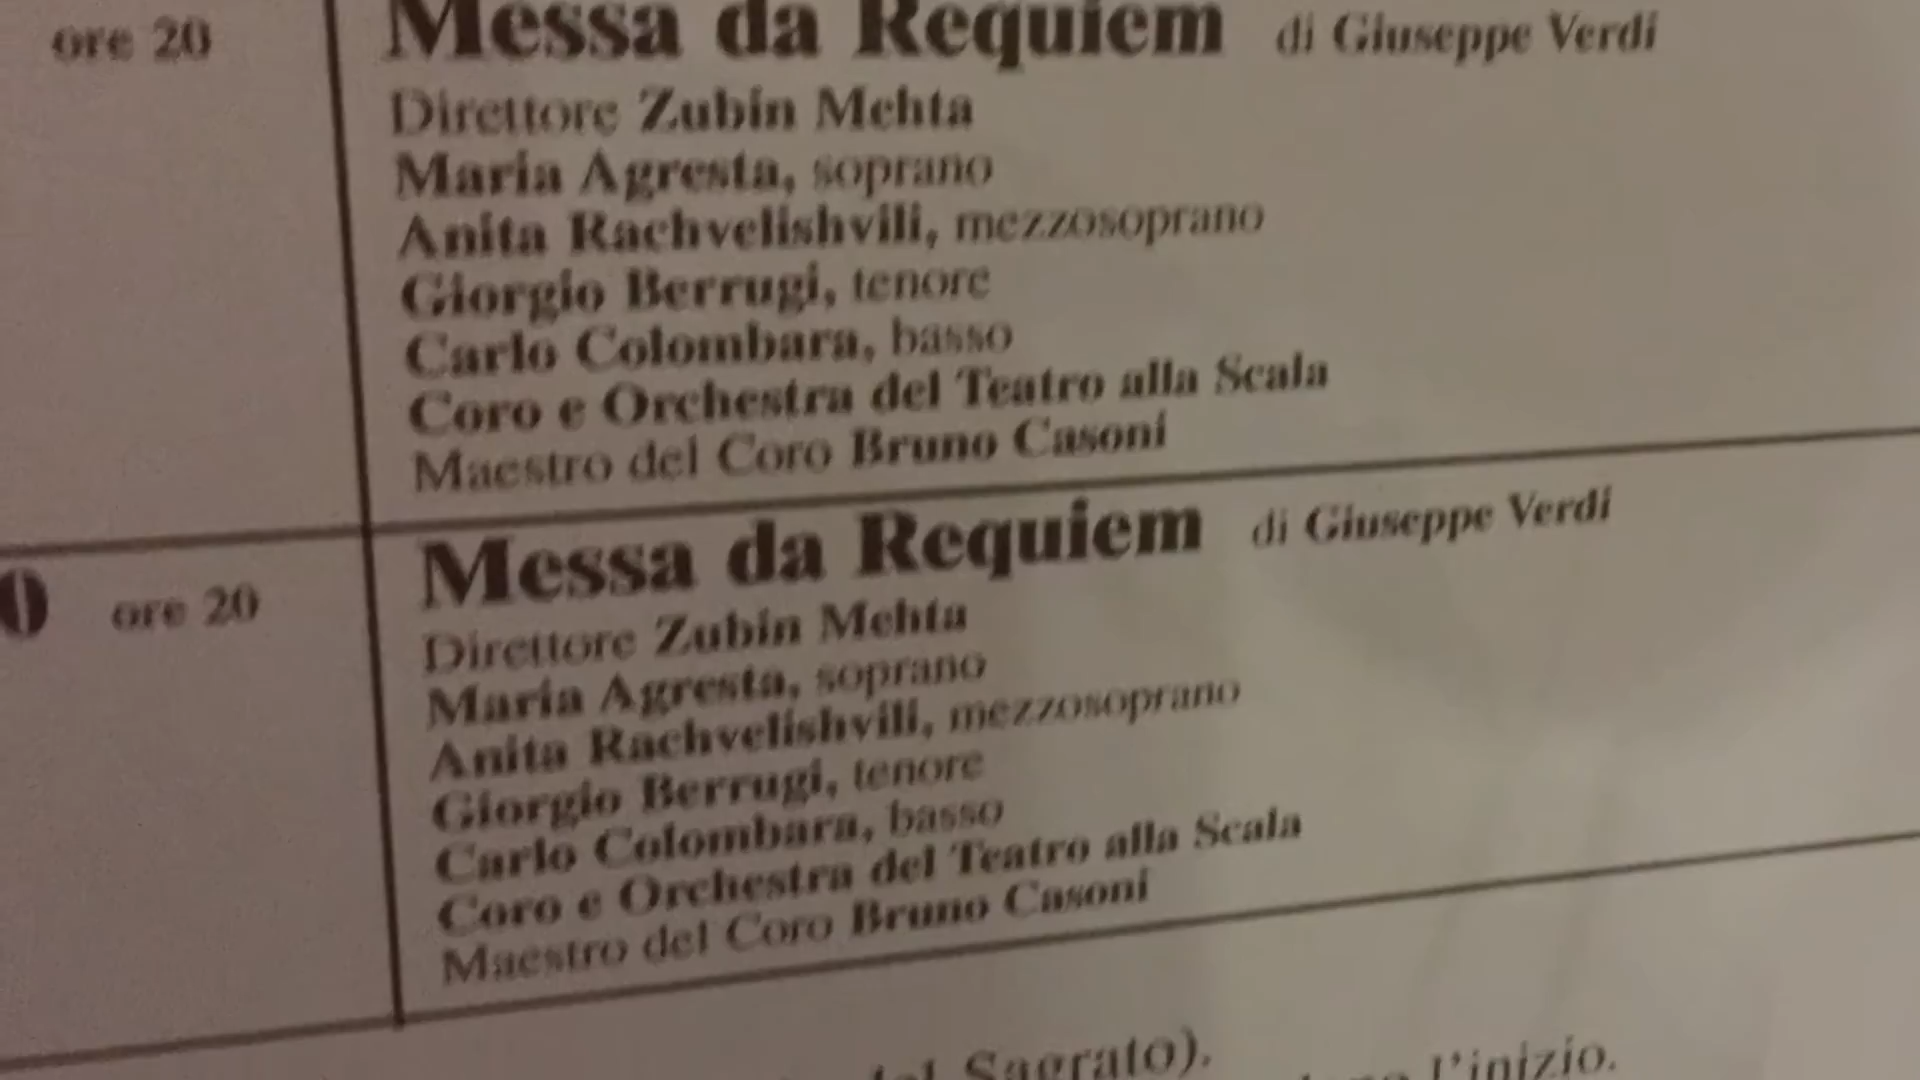 ore 20
Messa da Requiem di Giuseppe Verdi
Direttore Zubin Mehta
Maria Agresta, soprano
Anita Rachvelishvili, mezzosoprano
Giorgio Berrugi, tenore
Carlo Colombara, basso
Coro e Orchestra del Teatro alla Scala
Maestro del Coro Bruno Casoni
0 ore 20
Messa da Requiem di Giuseppe Verdi
Direttore Zubin Mehta
Maria Agresta, soprano
Anita Rachvelishvili, mezzosoprano
Giorgio Berrugi, tenore
Carlo Colombara, basso
Coro e Orchestra del Teatro alla Scala
Maestro del Coro Bruno Casoni
Sagrato).
l'inizio.